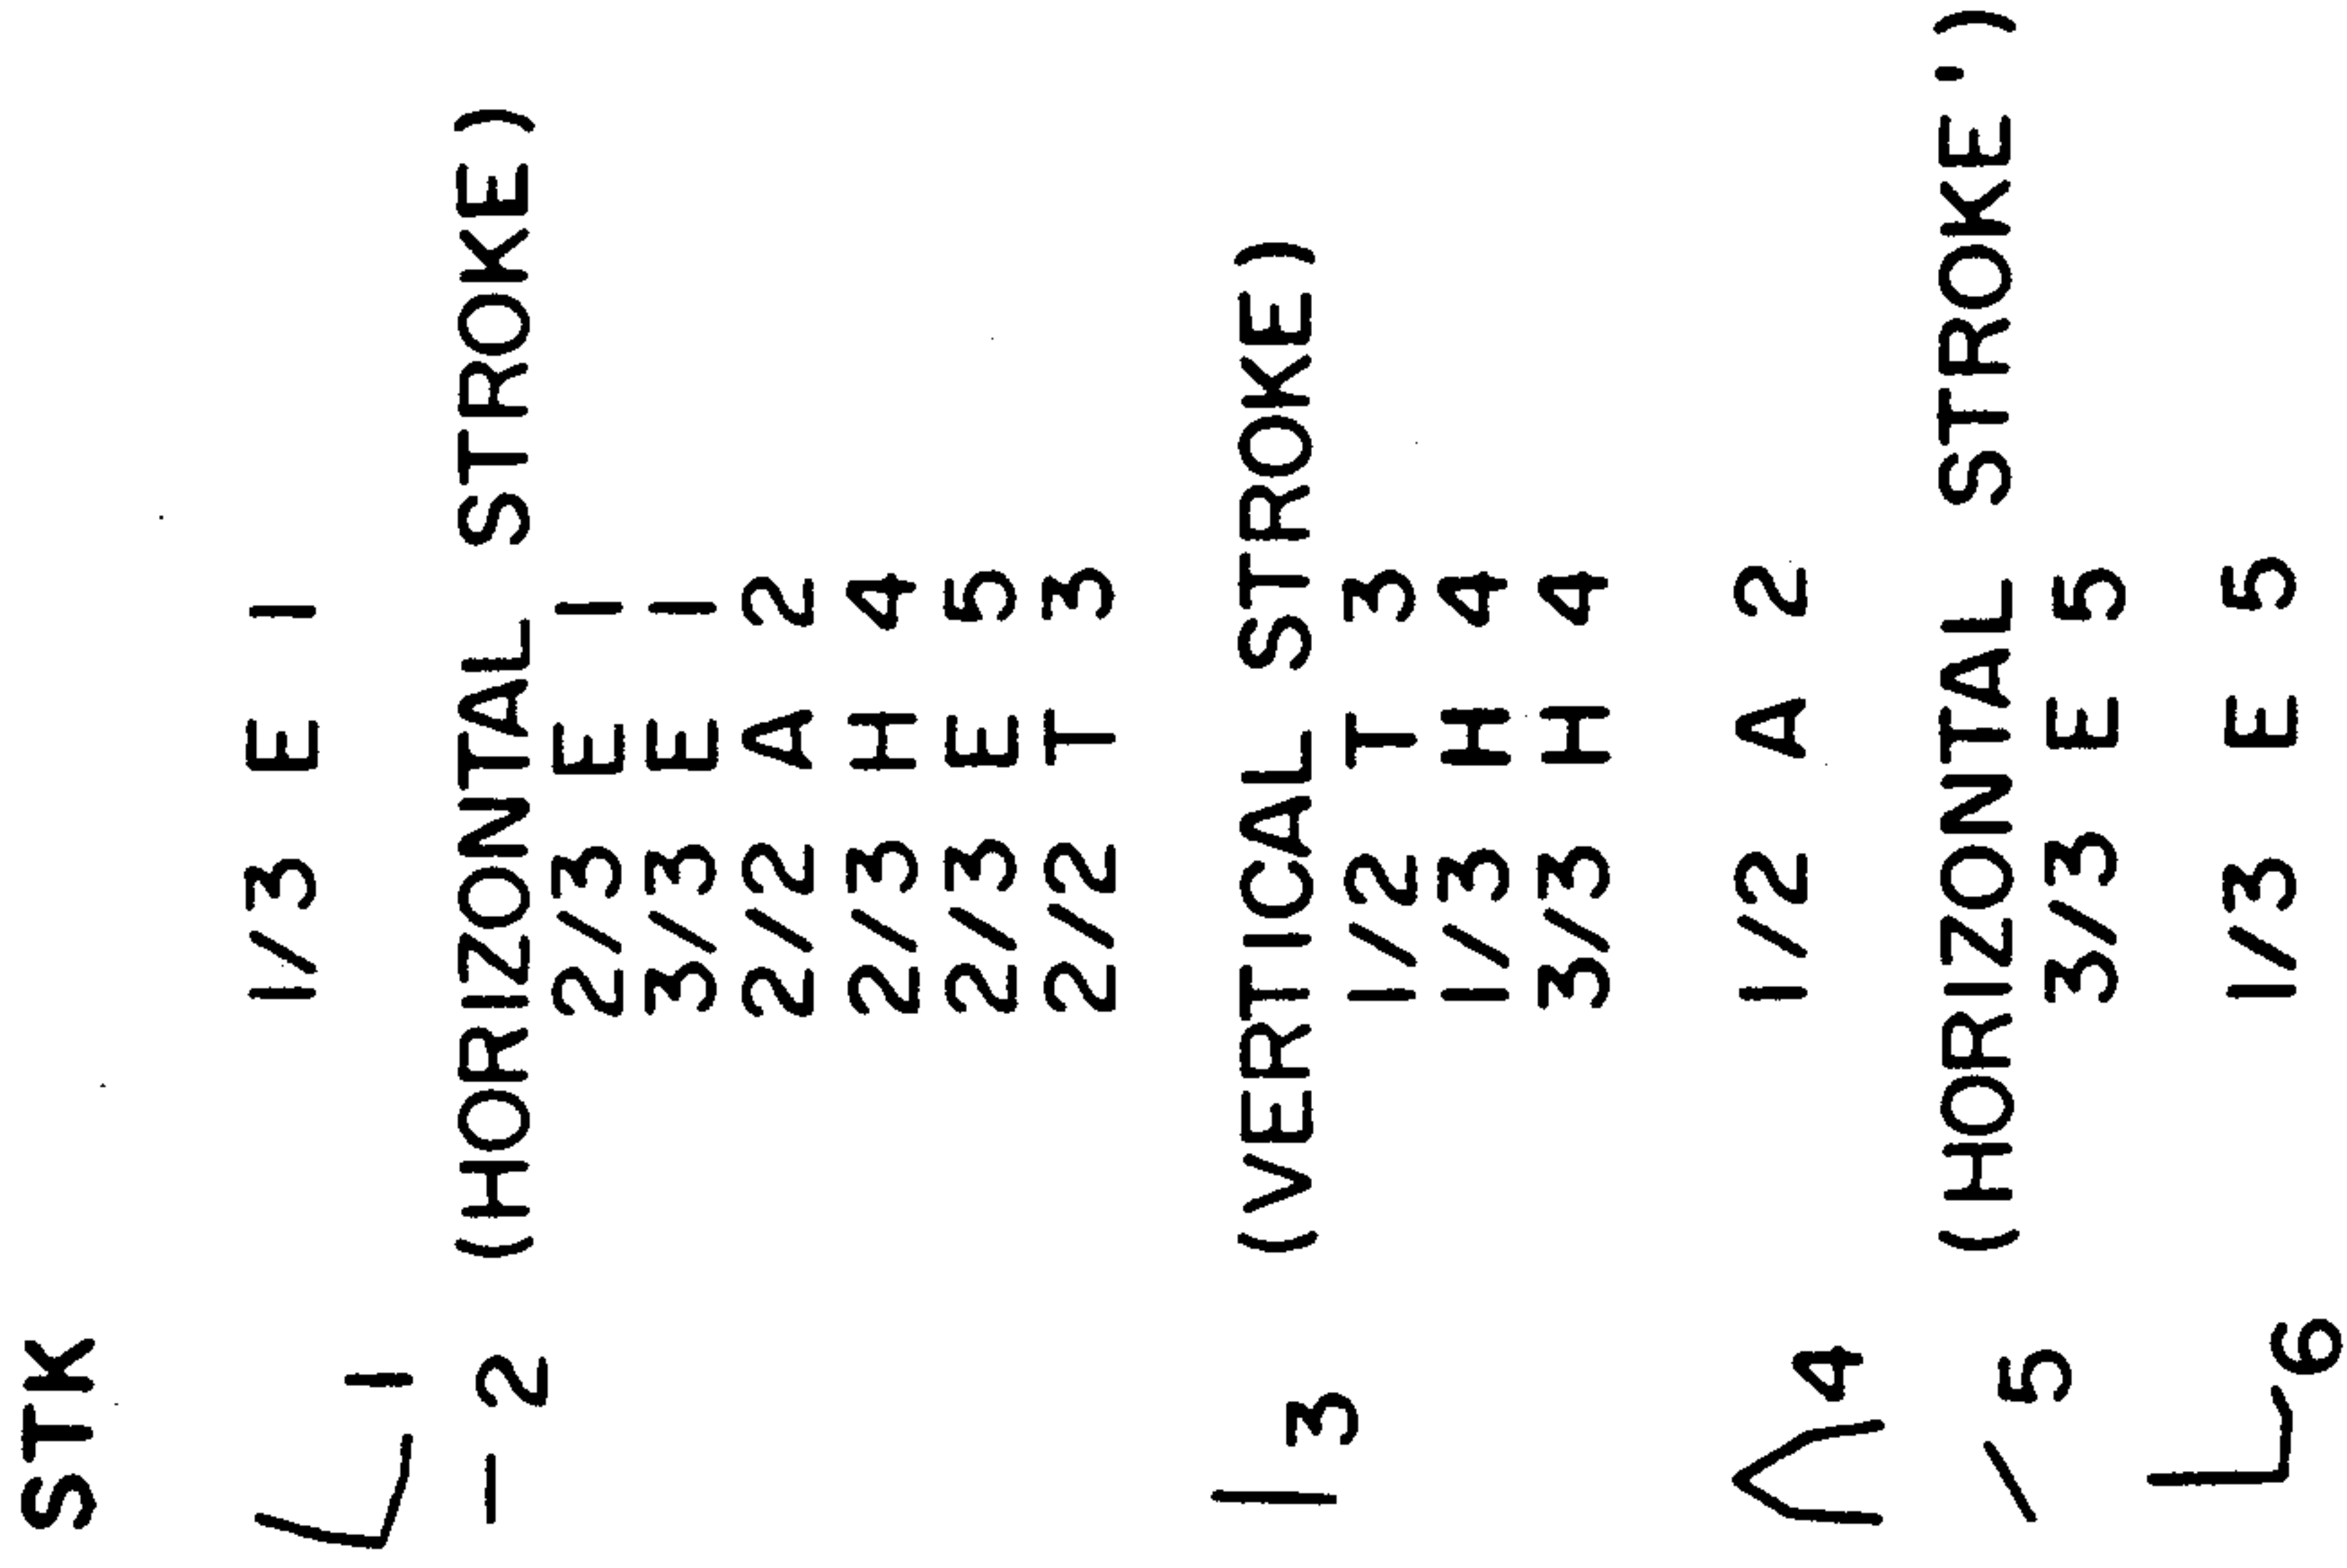 STK
1 1/3 E 1
2 (HORIZONTAL STROKE)
2/3 E 1
3/3 E 1
2/2 A 2
2/3 H 4
2/3 E 5
2/2 T 3
3 (VERTICAL STROKE)
1/2 T 3
1/3 H 4
3/3 H 4
4 1/2 A 2
5 (HORIZONTAL STROKE')
3/3 E 5
6 1/3 E 5